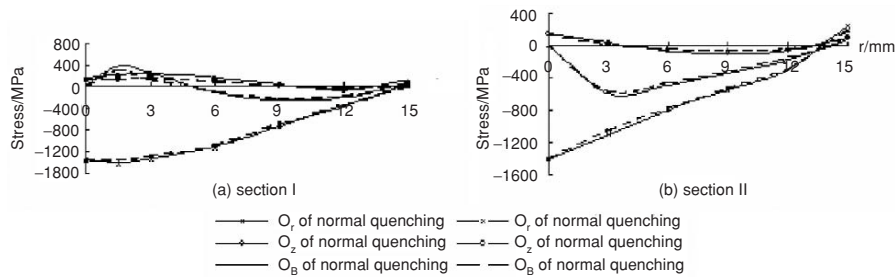 800
400
0
−400
−800
−1200
−1800
Stress/MPa
0
3
6
9
12
15
(a) section I
400
0
−400
−800
−1200
−1600
Stress/MPa
0
3
6
9
12
15
r/mm
(b) section II
O_r of normal quenching
O_r of normal quenching
O_z of normal quenching
O_z of normal quenching
O_B of normal quenching
O_B of normal quenching